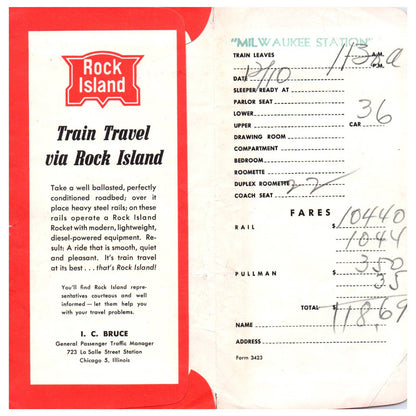 Rock
Island
Train Travel
via Rock Island
Take a well ballasted, perfectly
conditioned roadbed; over it
place heavy steel rails; on these
rails operate a Rock Island
Rocket with modern, lightweight,
diesel-powered equipment. Re-
sult: A ride that is smooth, quiet
and pleasant. It's train travel
at its best . . . that's Rock Island!
You'll find Rock Island repre-
sentatives courteous and well
informed — let them help you
with your travel problems.
I. C. BRUCE
General Passenger Traffic Manager
723 La Salle Street Station
Chicago 5, Illinois
"MILWAUKEE STATION"
TRAIN LEAVES 1130a A.M.
P.M.
DATE 12/10
SLEEPER READY AT
PARLOR SEAT
LOWER 36
UPPER CAR
DRAWING ROOM
COMPARTMENT
BEDROOM
ROOMETTE
DUPLEX ROOMETTE 22
COACH SEAT
FARES
RAIL 10440
1044
350
PULLMAN 35
TOTAL 118.69
NAME
ADDRESS
Form 3423